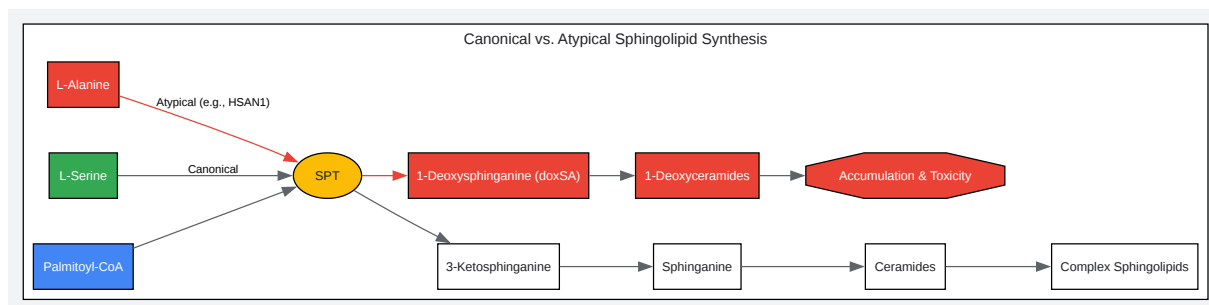 Canonical vs. Atypical Sphingolipid Synthesis
L-Alanine
Atypical (e.g., HSAN1)
L-Serine
Canonical
SPT
1-Deoxysphinganine (doxSA)
1-Deoxyceramides
Accumulation & Toxicity
Palmitoyl-CoA
3-Ketosphinganine
Sphinganine
Ceramides
Complex Sphingolipids